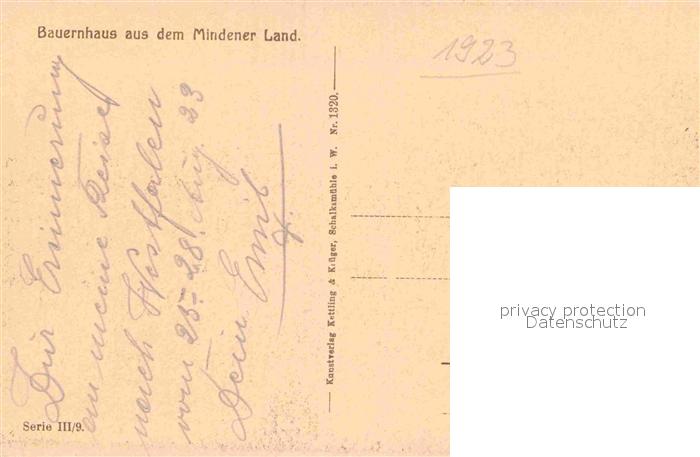 Bauernhaus aus dem Mindener Land.
1923
Zur Erinnerung
an meine Reise
nach Westfalen
vom 25-28. Aug. 23
Dein Emil
Kunstverlag Kettling & Krüger, Schalksmühle i. W. Nr. 1320.
Serie III/9.
privacy protection
Datenschutz